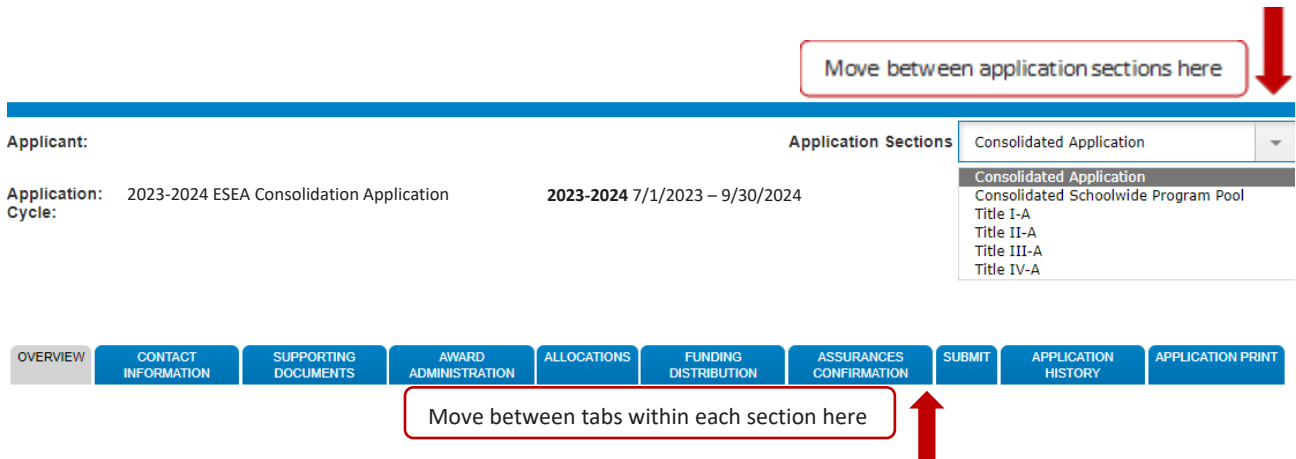 Move between application sections here
Applicant:
Application Sections
Consolidated Application
Application: 2023-2024 ESEA Consolidation Application 2023-2024 7/1/2023 – 9/30/2024
Cycle:
Consolidated Application
Consolidated Schoolwide Program Pool
Title I-A
Title II-A
Title III-A
Title IV-A
OVERVIEW
CONTACT
INFORMATION
SUPPORTING
DOCUMENTS
AWARD
ADMINISTRATION
ALLOCATIONS
FUNDING
DISTRIBUTION
ASSURANCES
CONFIRMATION
SUBMIT
APPLICATION
HISTORY
APPLICATION PRINT
Move between tabs within each section here